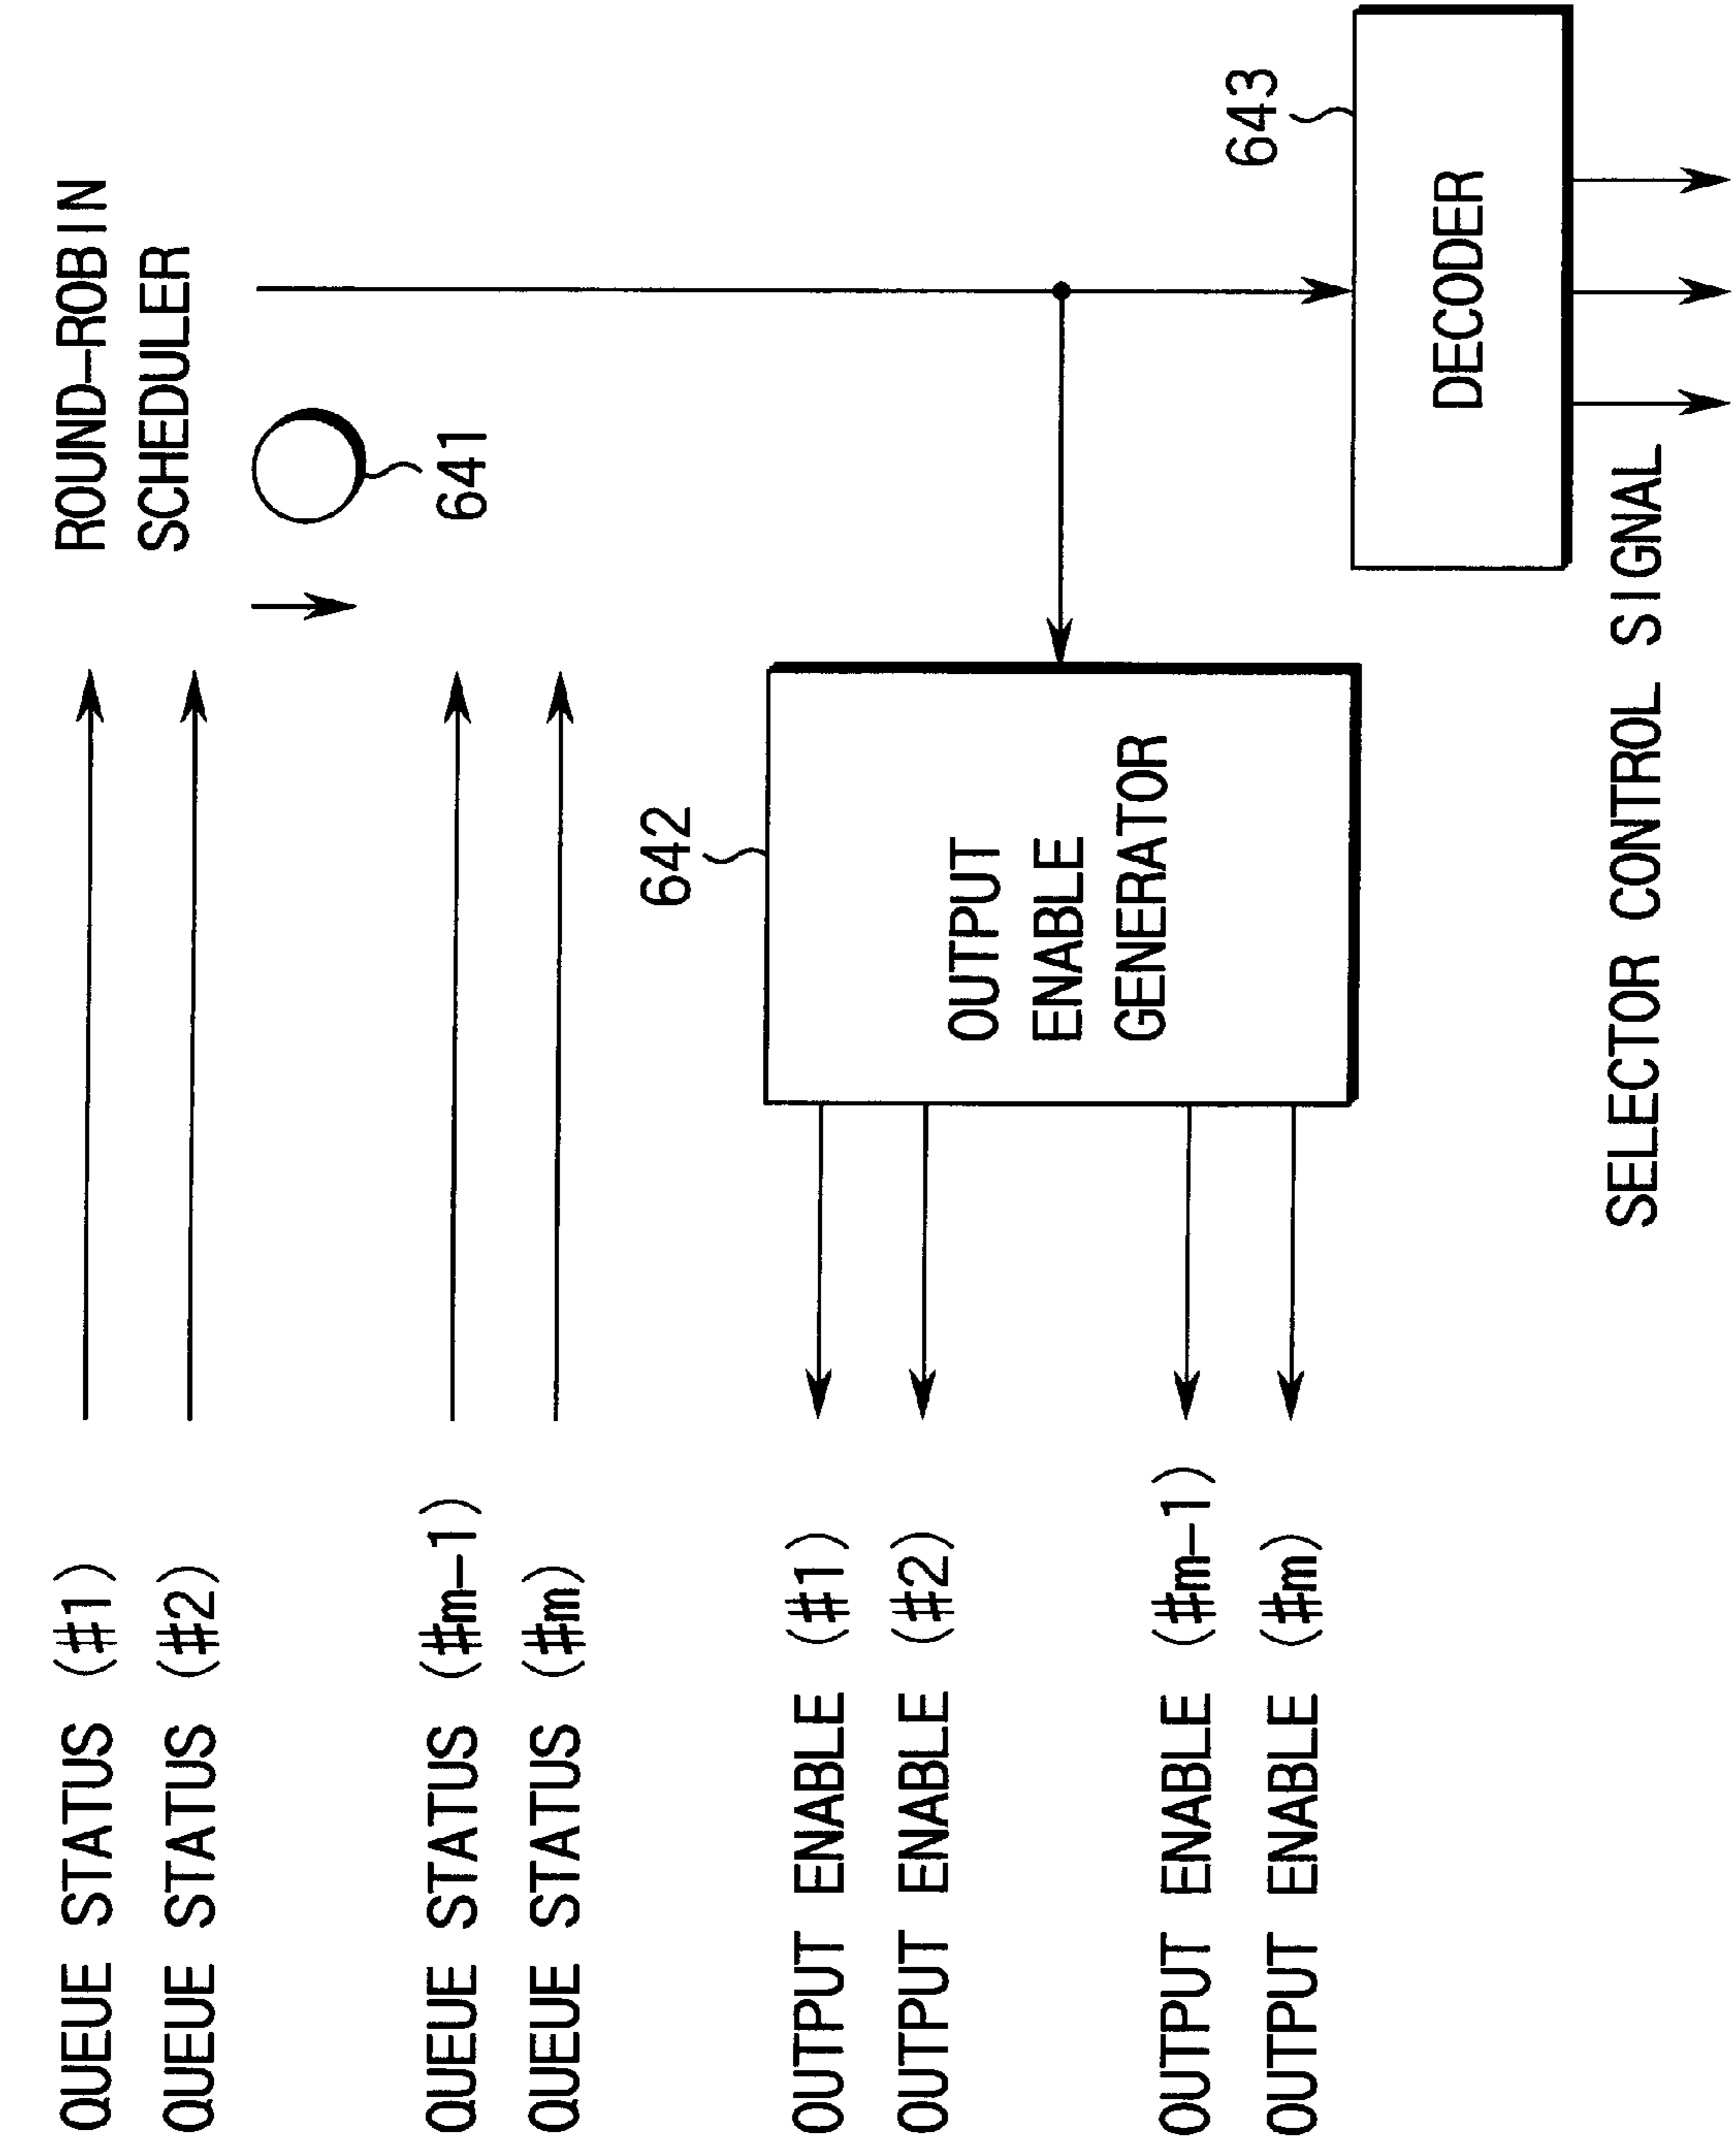 QUEUE STATUS (#1)
QUEUE STATUS (#2)
QUEUE STATUS (#m-1)
QUEUE STATUS (#m)
ROUND-ROBIN
SCHEDULER
641
642
OUTPUT
ENABLE
GENERATOR
OUTPUT ENABLE (#1)
OUTPUT ENABLE (#2)
OUTPUT ENABLE (#m-1)
OUTPUT ENABLE (#m)
643
DECODER
SELECTOR CONTROL SIGNAL